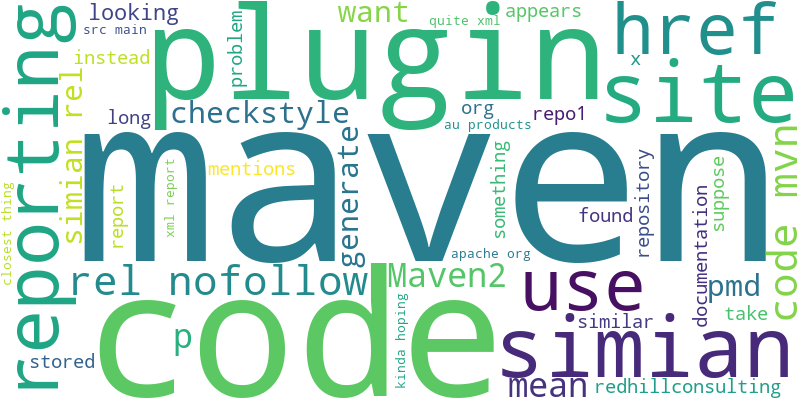 looking
src main
instead
problem
want
quite xml
appears
href
plugin
x
site
reporting
simian rel
long
checkstyle
org
repo1
au products
maven
mentions
generate
something
found
repository
suppose
code mvn
report
xml report
closest thing
apache org
documentation
rel nofollow
Maven2
use
pmd
take
code
p
kinda hoping
similar
simian
stored
mean
redhillconsulting